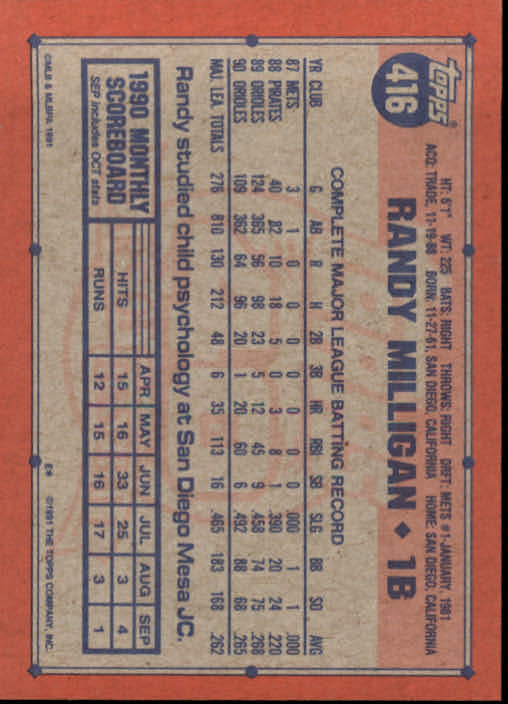 TOPPS®
416
HT: 6'1" WT: 225 BATS: RIGHT THROWS: RIGHT DRFT: METS #1-JANUARY, 1981
ACQ: TRADE, 11-19-88 BORN: 11-27-61, SAN DIEGO, CALIFORNIA HOME: SAN DIEGO, CALIFORNIA
RANDY MILLIGAN ♦ 1B
COMPLETE MAJOR LEAGUE BATTING RECORD
YR CLUB G AB R H 2B 3B HR RBI SB SLG BB SO AVG
87 METS 3 1 0 0 0 0 0 0 0 .000 1 1 .000
88 PIRATES 40 82 10 18 5 0 3 8 1 .390 20 24 .220
89 ORIOLES 124 365 56 98 23 5 12 45 9 .458 74 75 .268
90 ORIOLES 109 362 64 96 20 1 20 60 6 .492 88 68 .265
MAJ. LEA. TOTALS 276 810 130 212 48 6 35 113 16 .465 183 168 .262
Randy studied child psychology at San Diego Mesa JC.
1990 MONTHLY
SCOREBOARD
SEP includes OCT stats
APR MAY JUN JUL AUG SEP
HITS 15 16 33 25 3 4
RUNS 12 15 16 17 3 1
©MLB & MLBPA 1991
E* ©1991 THE TOPPS COMPANY, INC.